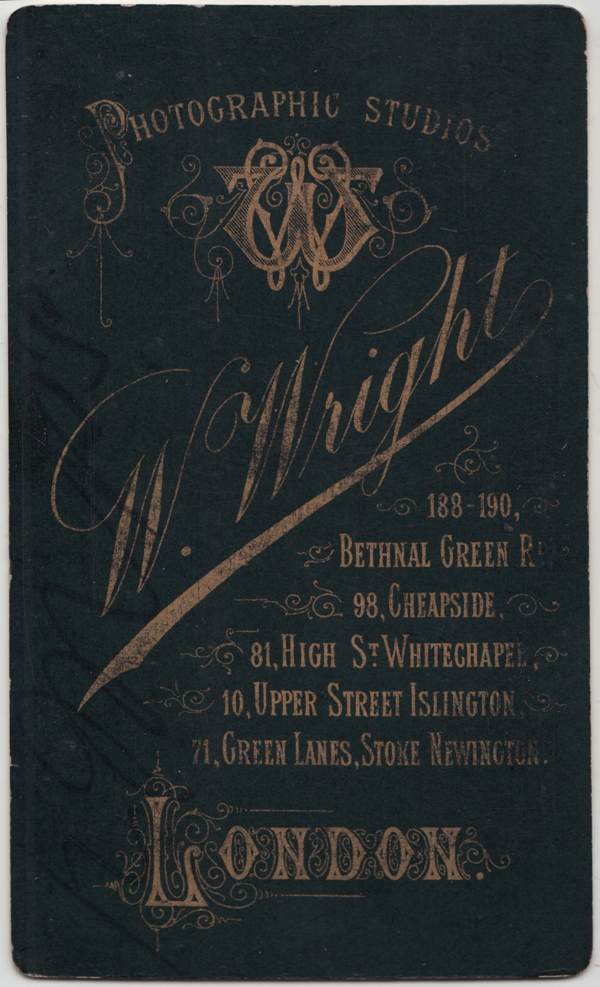 PHOTOGRAPHIC STUDIOS
WW
W. Wright
188-190,
BETHNAL GREEN RD
98, CHEAPSIDE,
81, HIGH ST WHITECHAPEL,
10, UPPER STREET ISLINGTON,
71, GREEN LANES, STOKE NEWINGTON.
LONDON.